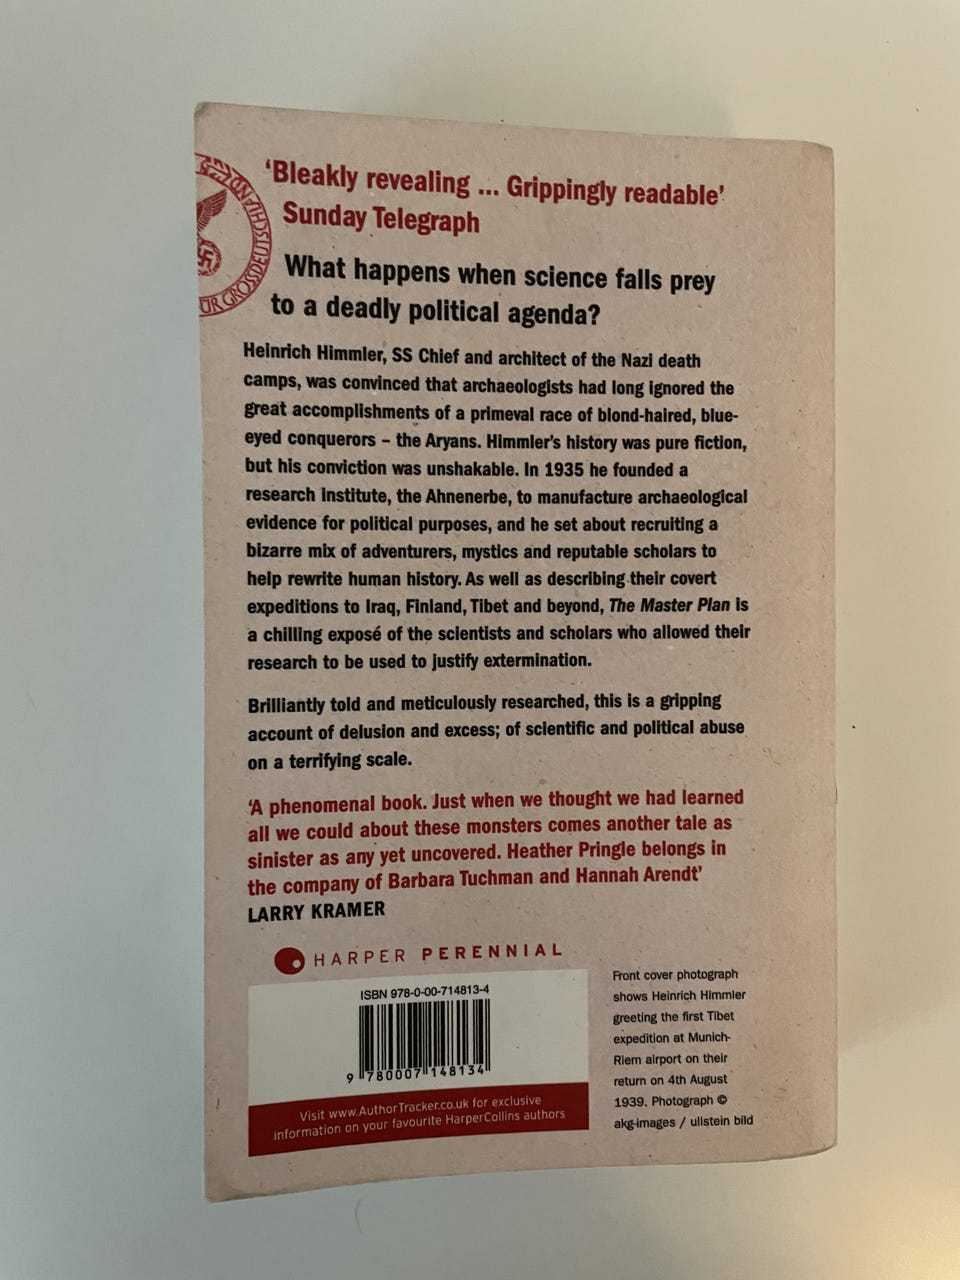 'Bleakly revealing ... Grippingly readable'
Sunday Telegraph
UR GROSDEUTSCHLAND
What happens when science falls prey
to a deadly political agenda?
Heinrich Himmler, SS Chief and architect of the Nazi death
camps, was convinced that archaeologists had long ignored the
great accomplishments of a primeval race of blond-haired, blue-
eyed conquerors – the Aryans. Himmler's history was pure fiction,
but his conviction was unshakable. In 1935 he founded a
research institute, the Ahnenerbe, to manufacture archaeological
evidence for political purposes, and he set about recruiting a
bizarre mix of adventurers, mystics and reputable scholars to
help rewrite human history. As well as describing their covert
expeditions to Iraq, Finland, Tibet and beyond, The Master Plan is
a chilling exposé of the scientists and scholars who allowed their
research to be used to justify extermination.
Brilliantly told and meticulously researched, this is a gripping
account of delusion and excess; of scientific and political abuse
on a terrifying scale.
'A phenomenal book. Just when we thought we had learned
all we could about these monsters comes another tale as
sinister as any yet uncovered. Heather Pringle belongs in
the company of Barbara Tuchman and Hannah Arendt'
LARRY KRAMER
HARPER PERENNIAL
ISBN 978-0-00-714813-4
9 780007 148134
Visit www.AuthorTracker.co.uk for exclusive
information on your favourite HarperCollins authors
Front cover photograph
shows Heinrich Himmler
greeting the first Tibet
expedition at Munich-
Riem airport on their
return on 4th August
1939. Photograph ©
akg-images / ullstein bild